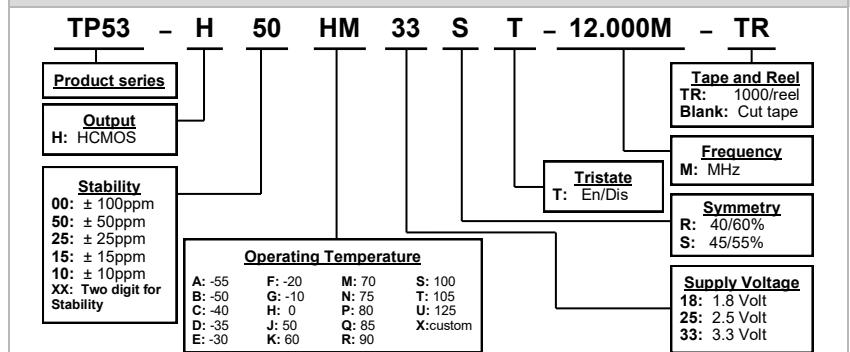 TP53 – H 50 HM 33 S T – 12.000M – TR
Product series
Output
H: HCMOS
Stability
00: ± 100ppm
50: ± 50ppm
25: ± 25ppm
15: ± 15ppm
10: ± 10ppm
XX: Two digit for
Stability
Operating Temperature
A: -55 F: -20 M: 70 S: 100
B: -50 G: -10 N: 75 T: 105
C: -40 H: 0 P: 80 U: 125
D: -35 J: 50 Q: 85 X:custom
E: -30 K: 60 R: 90
Tristate
T: En/Dis
Tape and Reel
TR: 1000/reel
Blank: Cut tape
Frequency
M: MHz
Symmetry
R: 40/60%
S: 45/55%
Supply Voltage
18: 1.8 Volt
25: 2.5 Volt
33: 3.3 Volt